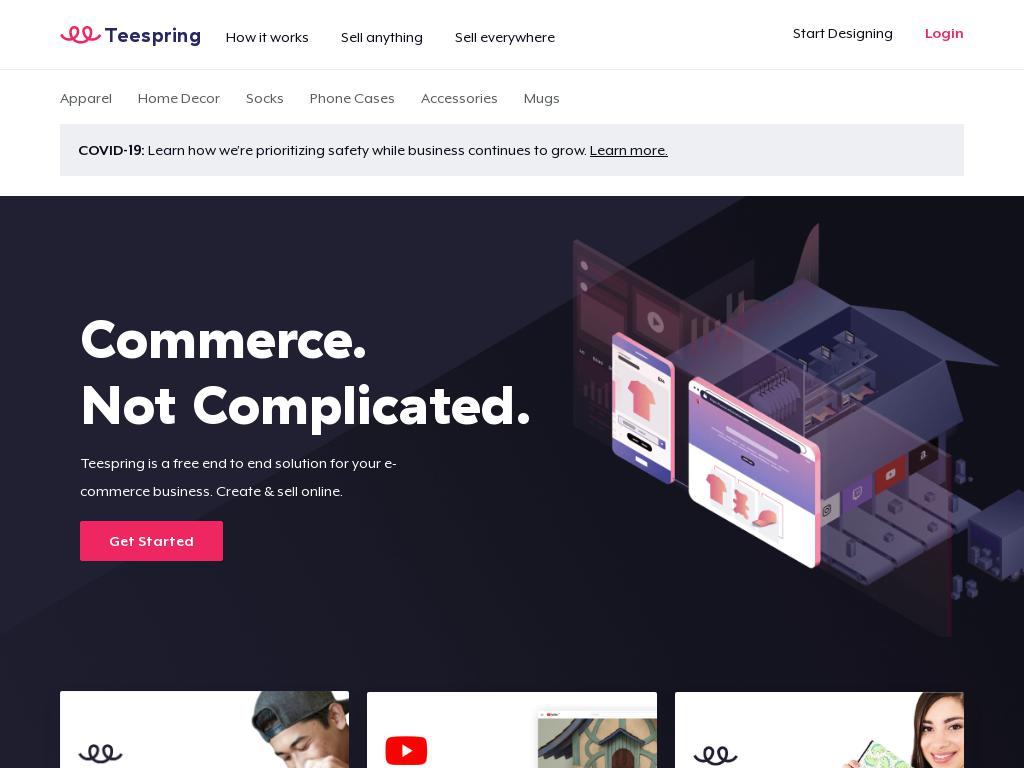 Teespring
How it works
Sell anything
Sell everywhere
Start Designing
Login
Apparel
Home Decor
Socks
Phone Cases
Accessories
Mugs
COVID-19: Learn how we're prioritizing safety while business continues to grow. Learn more.
Commerce.
Not Complicated.
Teespring is a free end to end solution for your e-
commerce business. Create & sell online.
Get Started